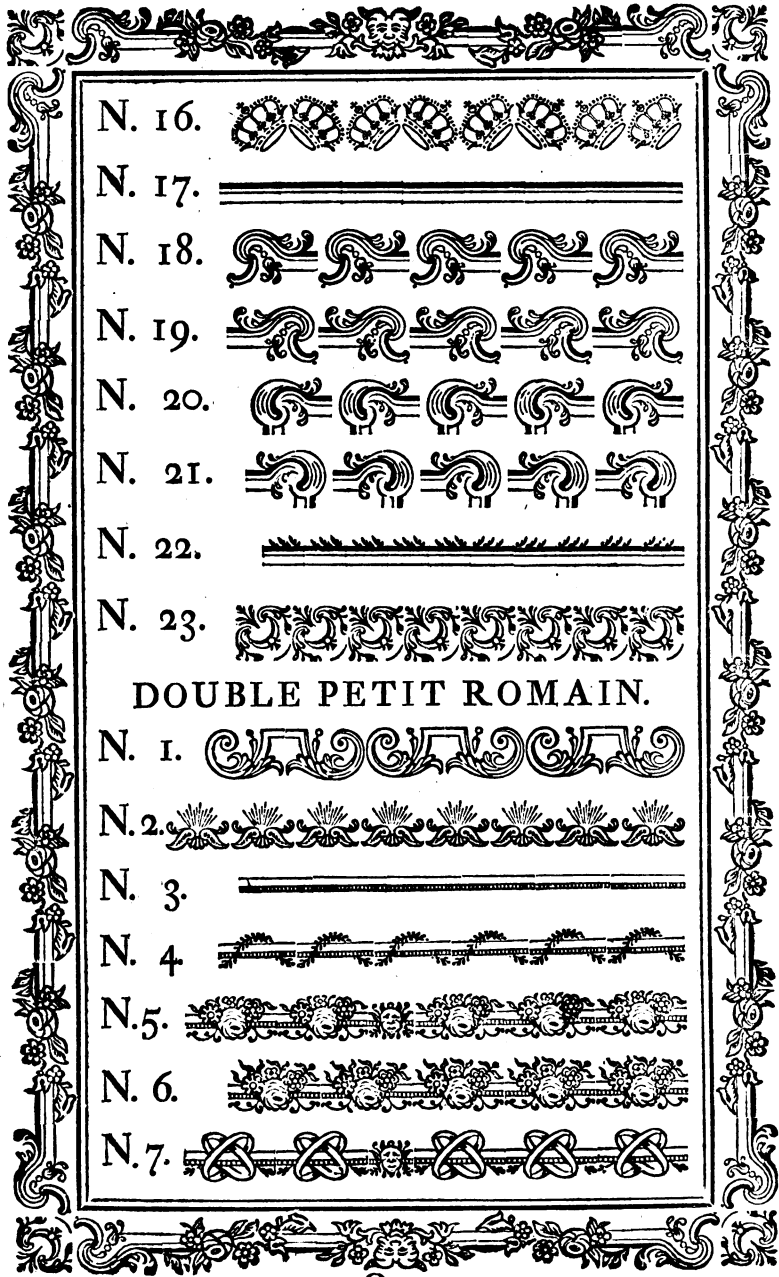 N. 16.
N. 17.
N. 18.
N. 19.
N. 20.
N. 21.
N. 22.
N. 23.
DOUBLE PETIT ROMAIN.
N. 1.
N. 2.
N. 3.
N. 4
N. 5.
N. 6.
N. 7.